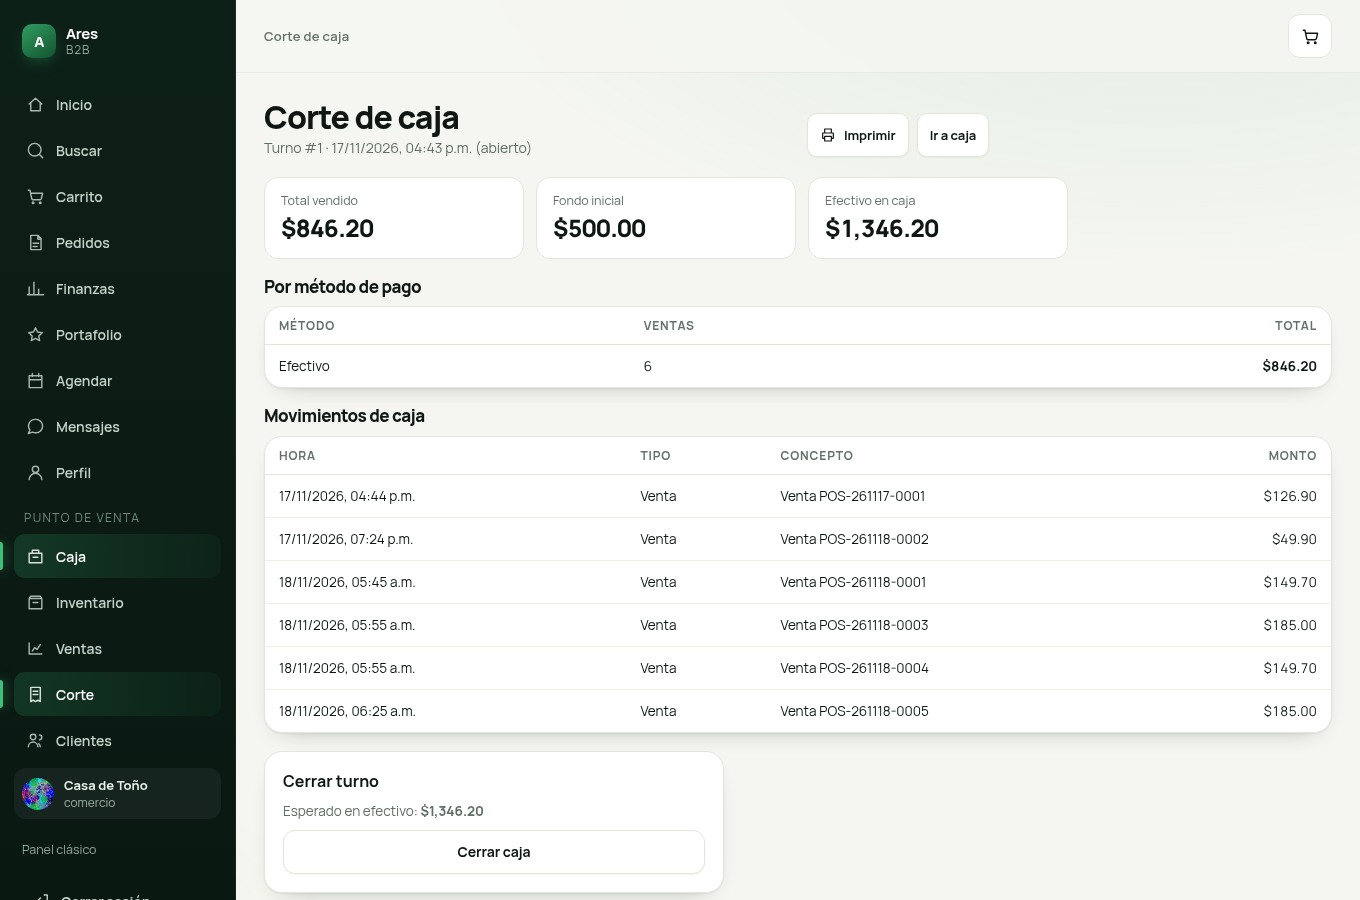 A
Ares
B2B
Inicio
Buscar
Carrito
Pedidos
Finanzas
Portafolio
Agendar
Mensajes
Perfil
PUNTO DE VENTA
Caja
Inventario
Ventas
Corte
Clientes
Casa de Toño
comercio
Panel clásico
Cerrar sesión
Corte de caja
Corte de caja
Turno #1 · 17/11/2026, 04:43 p.m. (abierto)
Imprimir
Ir a caja
Total vendido
$846.20
Fondo inicial
$500.00
Efectivo en caja
$1,346.20
Por método de pago
MÉTODO VENTAS TOTAL
Efectivo 6 $846.20
Movimientos de caja
HORA TIPO CONCEPTO MONTO
17/11/2026, 04:44 p.m. Venta Venta POS-261117-0001 $126.90
17/11/2026, 07:24 p.m. Venta Venta POS-261118-0002 $49.90
18/11/2026, 05:45 a.m. Venta Venta POS-261118-0001 $149.70
18/11/2026, 05:55 a.m. Venta Venta POS-261118-0003 $185.00
18/11/2026, 05:55 a.m. Venta Venta POS-261118-0004 $149.70
18/11/2026, 06:25 a.m. Venta Venta POS-261118-0005 $185.00
Cerrar turno
Esperado en efectivo: $1,346.20
Cerrar caja